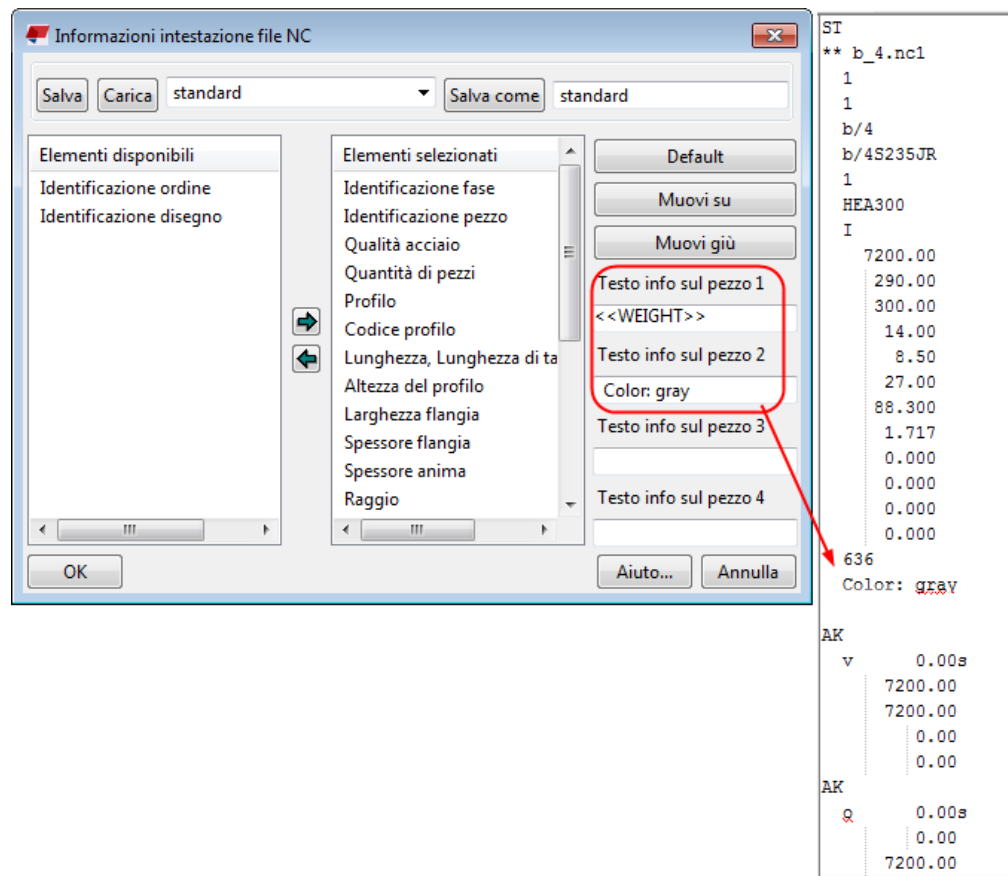 Informazioni intestazione file NC
Salva Carica standard Salva come standard
Elementi disponibili
Identificazione ordine
Identificazione disegno
Elementi selezionati
Identificazione fase
Identificazione pezzo
Qualità acciaio
Quantità di pezzi
Profilo
Codice profilo
Lunghezza, Lunghezza di ta
Altezza del profilo
Larghezza flangia
Spessore flangia
Spessore anima
Raggio
Default
Muovi su
Muovi giù
Testo info sul pezzo 1
<<WEIGHT>>
Testo info sul pezzo 2
Color: gray
Testo info sul pezzo 3
Testo info sul pezzo 4
OK
Aiuto... Annulla
ST
** b_4.nc1
1
1
b/4
b/4S235JR
1
HEA300
I
7200.00
290.00
300.00
14.00
8.50
27.00
88.300
1.717
0.000
0.000
0.000
0.000
636
Color: gray
AK
v 0.00s
7200.00
7200.00
0.00
0.00
AK
o 0.00s
0.00
7200.00